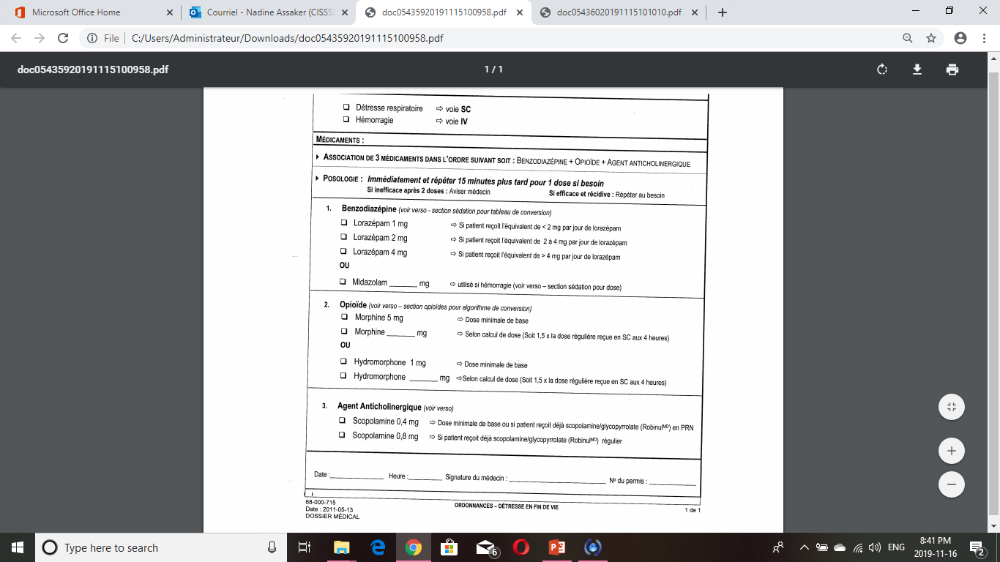 Microsoft Office Home
Courriel - Nadine Assaker (CISSS
doc05435920191115100958.pdf
doc05436020191115101010.pdf
File C:/Users/Administrateur/Downloads/doc05435920191115100958.pdf
doc05435920191115100958.pdf 1 / 1
❑ Détresse respiratoire ⇨ voie SC
❑ Hémorragie ⇨ voie IV
MÉDICAMENTS :
ASSOCIATION DE 3 MÉDICAMENTS DANS L'ORDRE SUIVANT SOIT : BENZODIAZÉPINE + OPIOÏDE + AGENT ANTICHOLINERGIQUE
POSOLOGIE : Immédiatement et répéter 15 minutes plus tard pour 1 dose si besoin
Si inefficace après 2 doses : Aviser médecin Si efficace et récidive : Répéter au besoin
1. Benzodiazépine (voir verso - section sédation pour tableau de conversion)
❑ Lorazépam 1 mg ⇨ Si patient reçoit l'équivalent de < 2 mg par jour de lorazépam
❑ Lorazépam 2 mg ⇨ Si patient reçoit l'équivalent de 2 à 4 mg par jour de lorazépam
❑ Lorazépam 4 mg ⇨ Si patient reçoit l'équivalent de > 4 mg par jour de lorazépam
OU
❑ Midazolam _______ mg ⇨ utilisé si hémorragie (voir verso – section sédation pour dose)
2. Opioïde (voir verso – section opioïdes pour algorithme de conversion)
❑ Morphine 5 mg ⇨ Dose minimale de base
❑ Morphine _______ mg ⇨ Selon calcul de dose (Soit 1,5 x la dose régulière reçue en SC aux 4 heures)
OU
❑ Hydromorphone 1 mg ⇨ Dose minimale de base
❑ Hydromorphone _______ mg ⇨Selon calcul de dose (Soit 1,5 x la dose régulière reçue en SC aux 4 heures)
3. Agent Anticholinergique (voir verso)
❑ Scopolamine 0,4 mg ⇨ Dose minimale de base ou si patient reçoit déjà scopolamine/glycopyrrolate (Robinul MD) en PRN
❑ Scopolamine 0,8 mg ⇨ Si patient reçoit déjà scopolamine/glycopyrrolate (Robinul MD) régulier
Date :______________ Heure :_________ Signature du médecin : __________________________ Nº du permis : ____________
68-000-715
ORDONNANCES – DÉTRESSE EN FIN DE VIE 1 de 1
Date : 2011-05-13
DOSSIER MÉDICAL
Type here to search
6
ENG
8:41 PM
2019-11-16
2